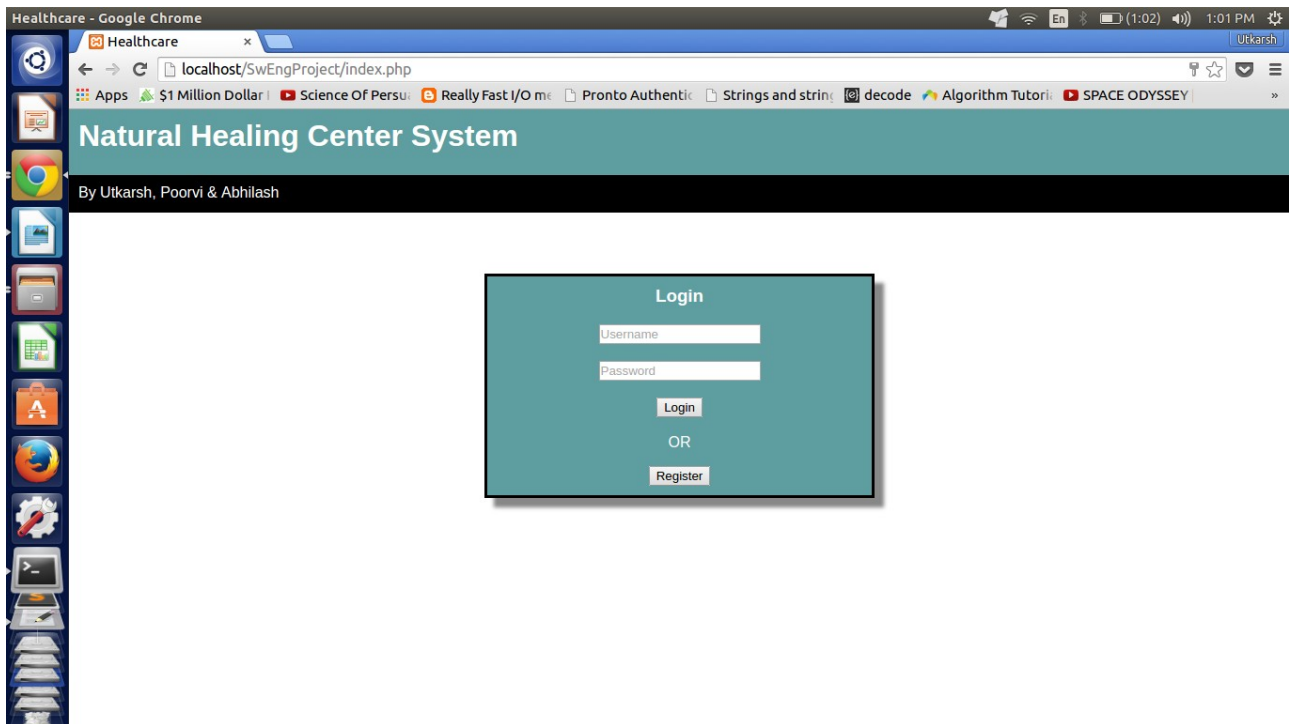 Healthcare - Google Chrome
En
(1:02)
1:01 PM
Healthcare
×
Utkarsh
localhost/SwEngProject/index.php
Apps
$1 Million Dollar
Science Of Persu
Really Fast I/O me
Pronto Authentic
Strings and string
decode
Algorithm Tutori
SPACE ODYSSEY
»
Natural Healing Center System
By Utkarsh, Poorvi & Abhilash
Login
Username
Password
Login
OR
Register